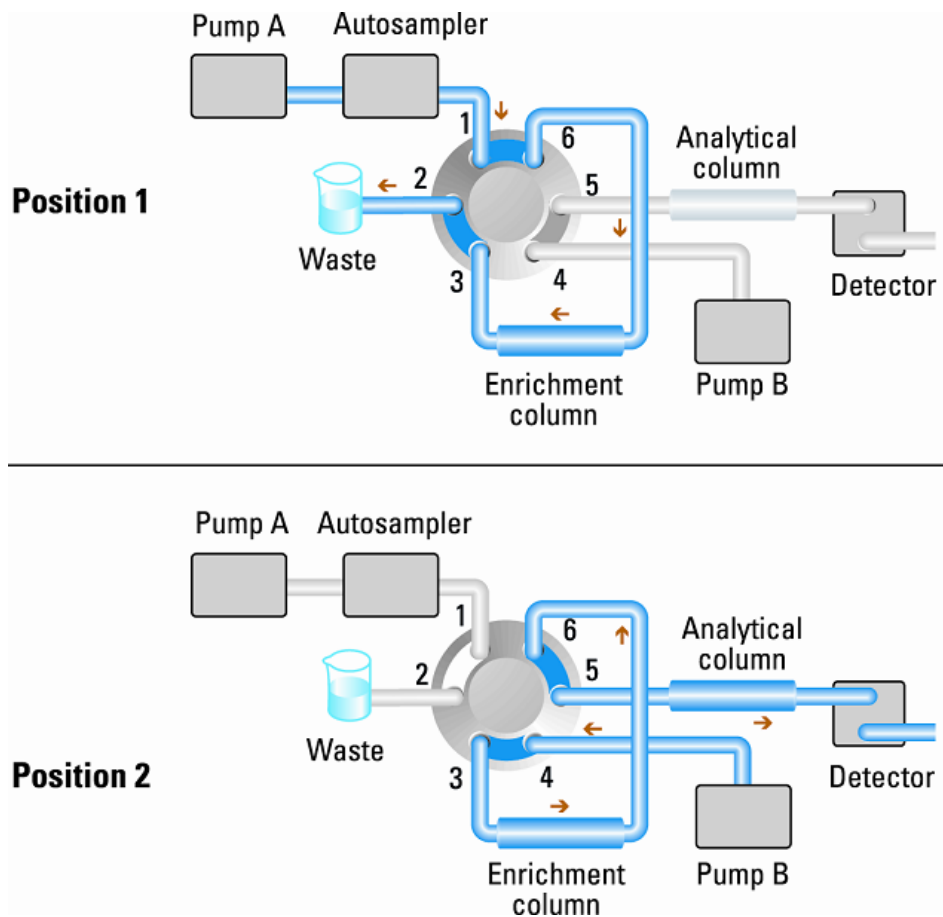 Pump A
Autosampler
1
6
Analytical
column
Position 1
2
5
Waste
3
4
Detector
Enrichment
column
Pump B
Pump A
Autosampler
1
6
Analytical
column
2
5
Waste
Position 2
3
4
Detector
Enrichment
column
Pump B